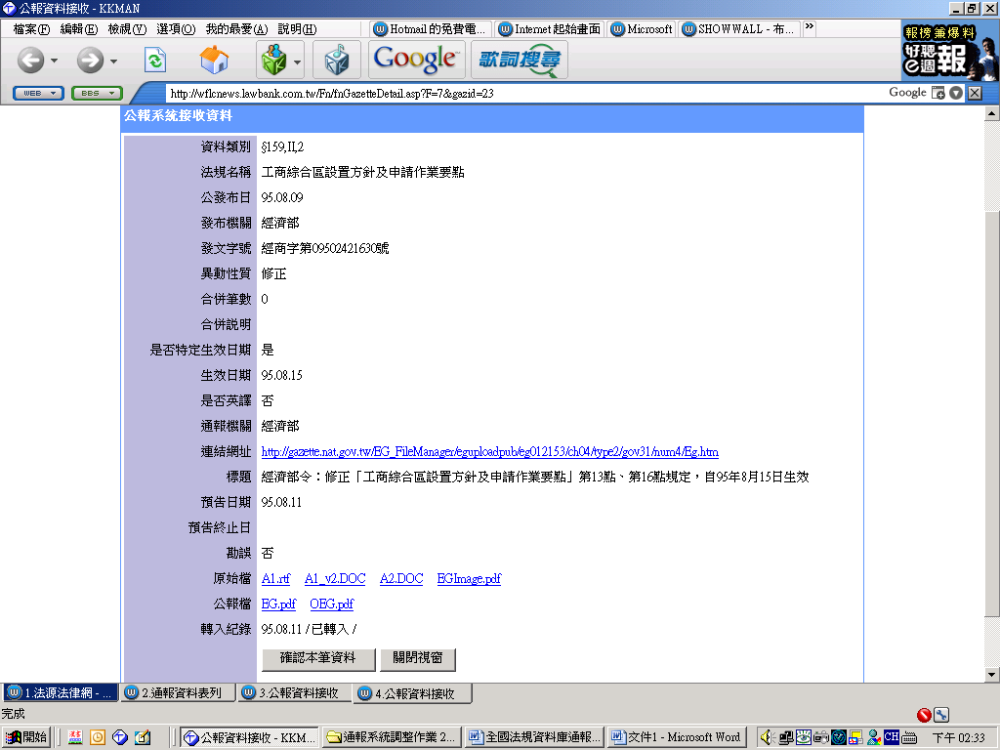 公報資料接收 - KKMAN
檔案(F) 編輯(E) 檢視(V) 選項(O) 我的最愛(A) 說明(H) Hotmail 的免費電... Internet 起始畫面 Microsoft SHOWWALL - 布... »
報榜兼爆料
好聽e週報
Google 歌詞搜尋
WEB BBS http://wflcnews.lawbank.com.tw/Fn/fnGazetteDetail.asp?F=7&gazid=23 Google
公報系統接收資料
資料類別 §159,II,2
法規名稱 工商綜合區設置方針及申請作業要點
公發布日 95.08.09
發布機關 經濟部
發文字號 經商字第09502421630號
異動性質 修正
合併筆數 0
合併說明
是否特定生效日期 是
生效日期 95.08.15
是否英譯 否
通報機關 經濟部
連結網址 http://gazette.nat.gov.tw/EG_FileManager/eguploadpub/eg012153/ch04/type2/gov31/num4/Eg.htm
標題 經濟部令：修正「工商綜合區設置方針及申請作業要點」第13點、第16點規定，自95年8月15日生效
預告日期 95.08.11
預告終止日
勘誤 否
原始檔 A1.rtf A1_v2.DOC A2.DOC EGImage.pdf
公報檔 EG.pdf OEG.pdf
轉入紀錄 95.08.11 /已轉入 /
確認本筆資料 關閉視窗
1.法源法律網 - ... 2.通報資料表列 3.公報資料接收 4.公報資料接收
完成
開始 公報資料接收 - KKM... 通報系統調整作業 2... 全國法規資料庫通報... 文件1 - Microsoft Word CH 下午 02:33